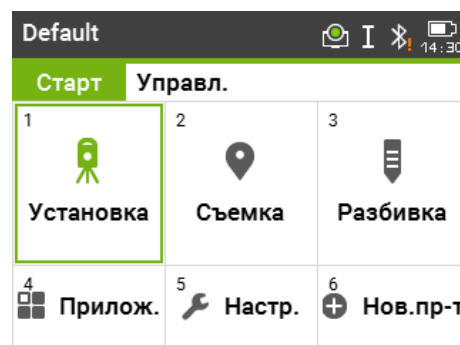 Default I 14:30
Старт Управл.
1 2 3
Установка Съемка Разбивка
4 5 6
Прилож. Настр. Нов.пр-т